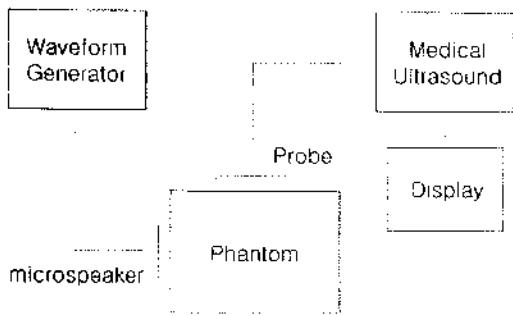 Waveform
Generator
Medical
Ultrasound
Probe
Display
Phantom
microspeaker